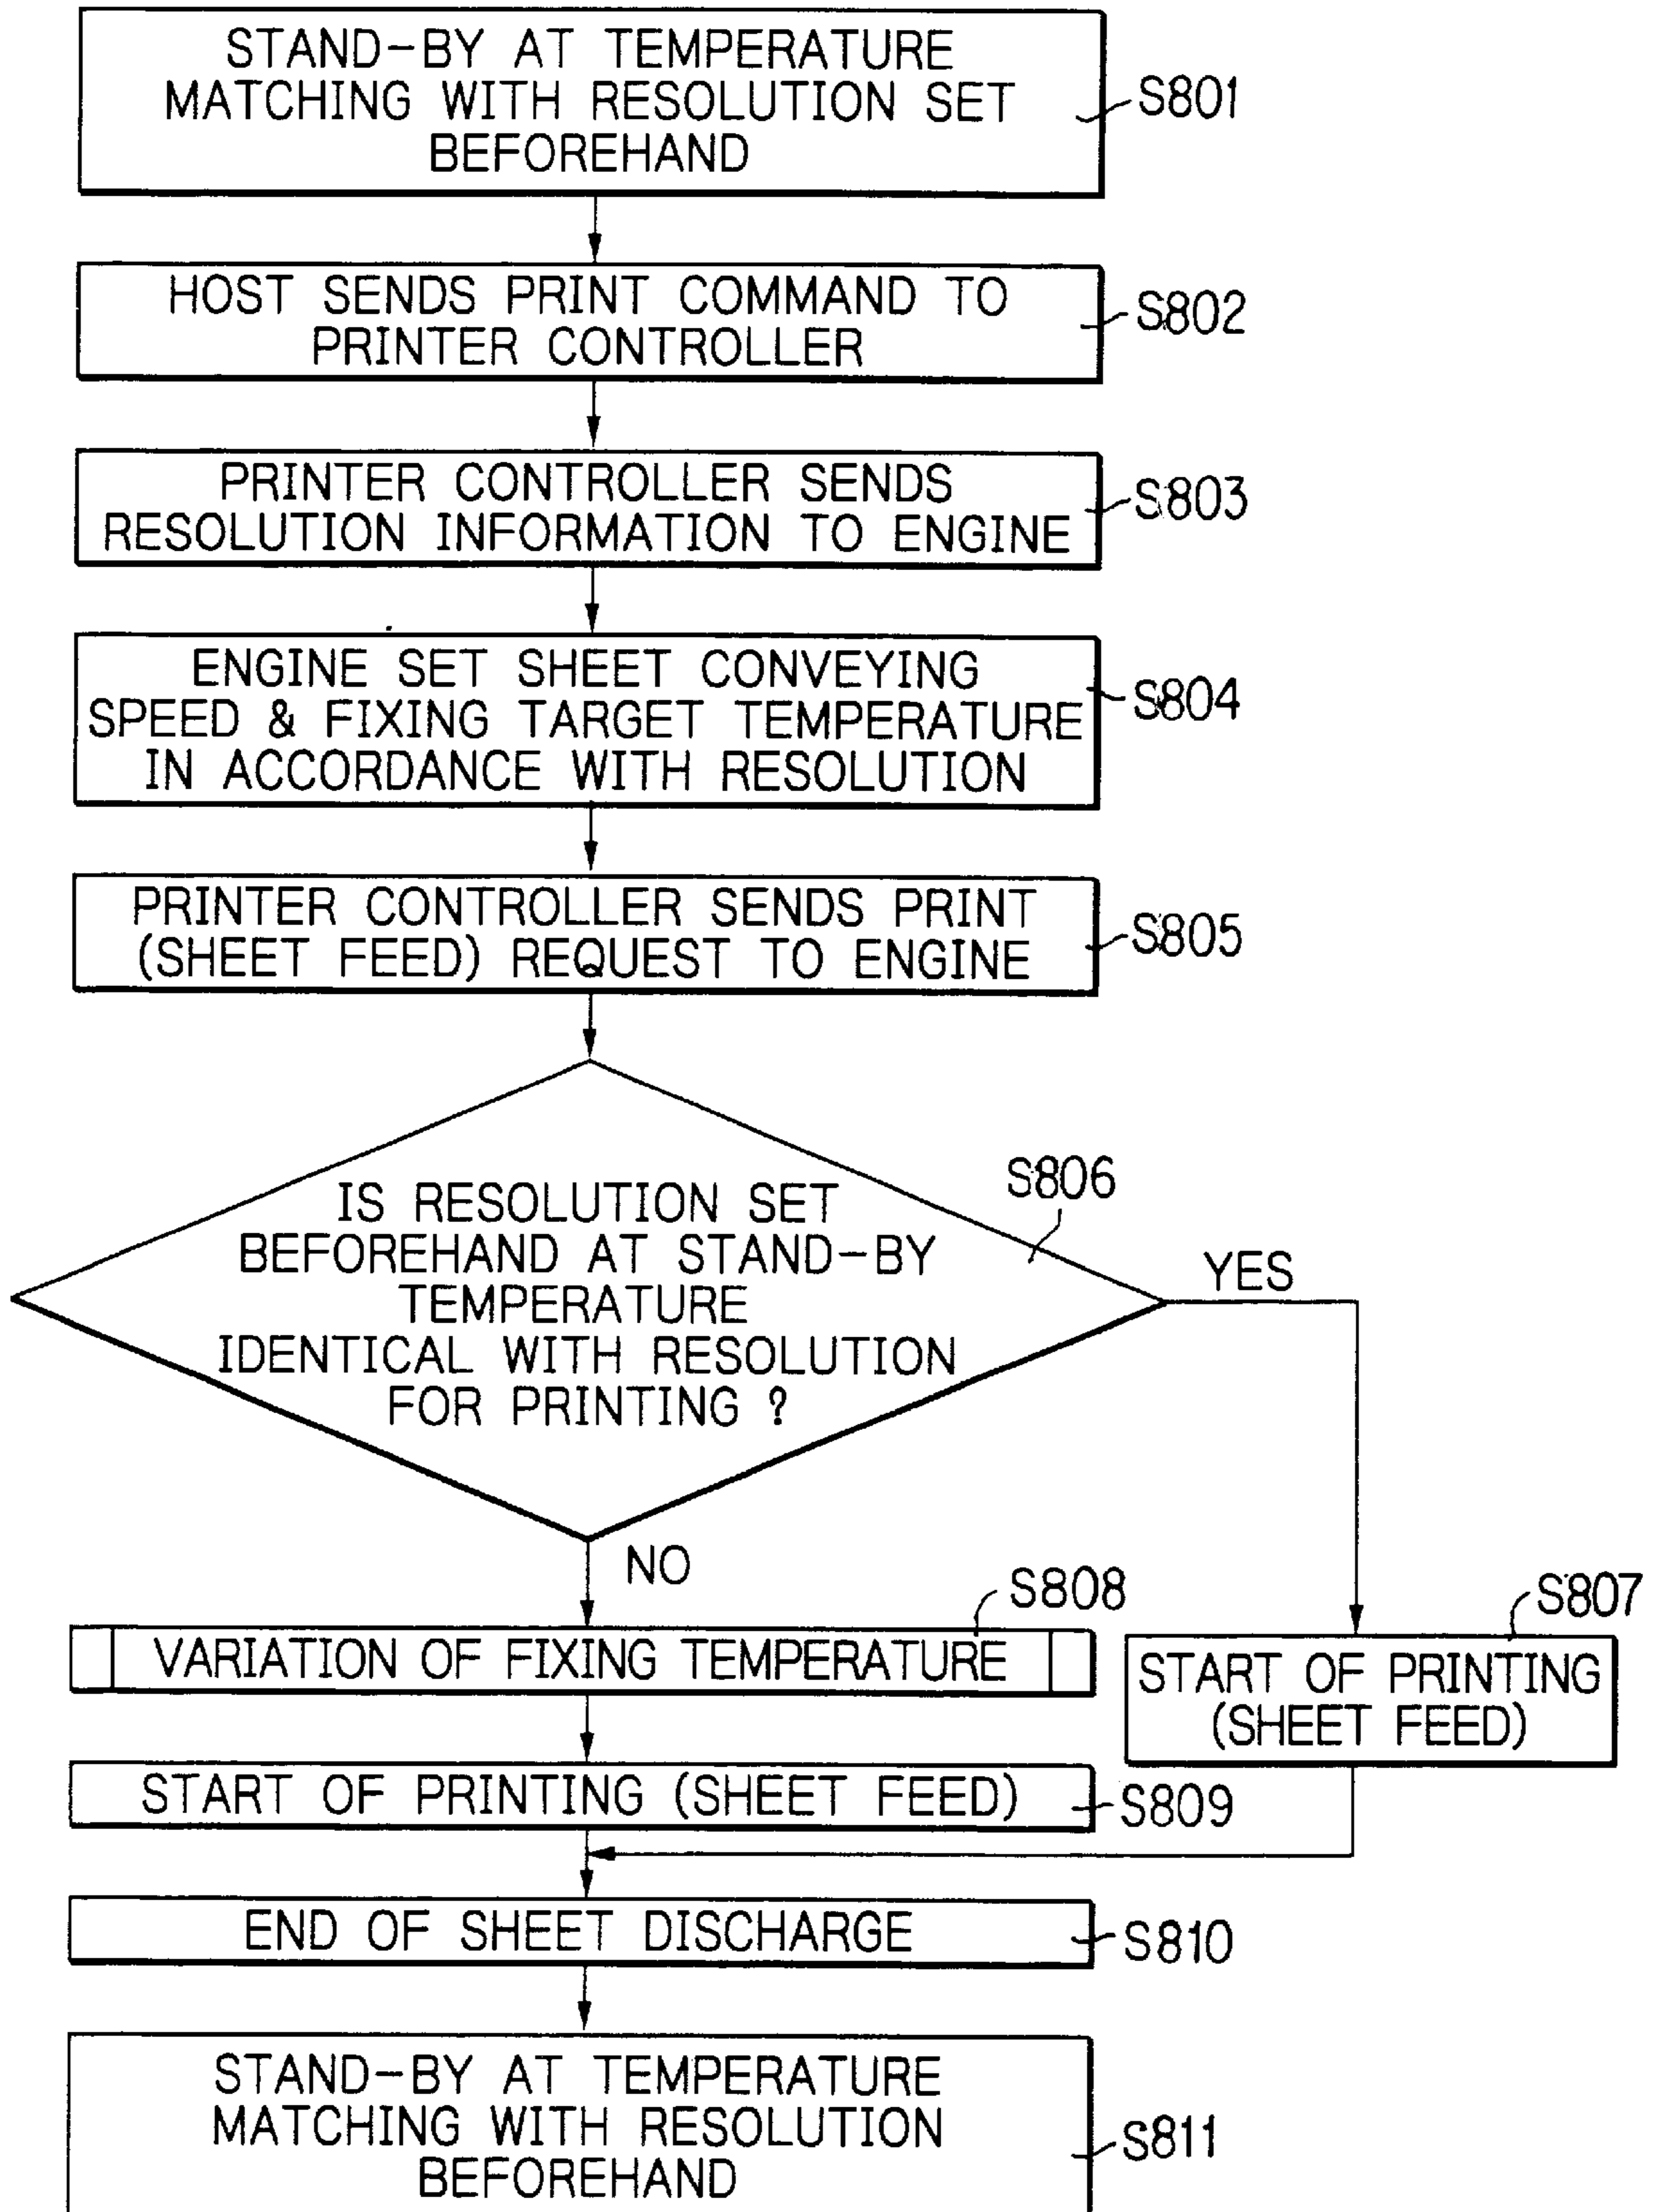 STAND-BY AT TEMPERATURE
MATCHING WITH RESOLUTION SET
BEFOREHAND
S801
HOST SENDS PRINT COMMAND TO
PRINTER CONTROLLER
S802
PRINTER CONTROLLER SENDS
RESOLUTION INFORMATION TO ENGINE
S803
ENGINE SET SHEET CONVEYING
SPEED & FIXING TARGET TEMPERATURE
IN ACCORDANCE WITH RESOLUTION
S804
PRINTER CONTROLLER SENDS PRINT
(SHEET FEED) REQUEST TO ENGINE
S805
IS RESOLUTION SET
BEFOREHAND AT STAND-BY
TEMPERATURE
IDENTICAL WITH RESOLUTION
FOR PRINTING ?
S806
YES
NO
S808
VARIATION OF FIXING TEMPERATURE
S807
START OF PRINTING
(SHEET FEED)
START OF PRINTING (SHEET FEED)
S809
END OF SHEET DISCHARGE
S810
STAND-BY AT TEMPERATURE
MATCHING WITH RESOLUTION
BEFOREHAND
S811